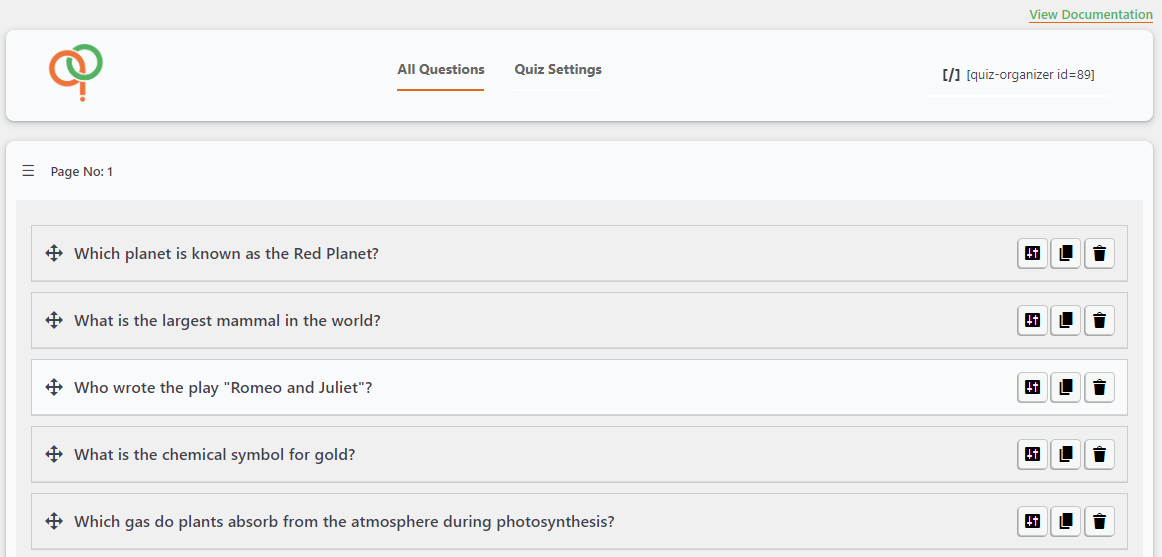 View Documentation
All Questions
Quiz Settings
[/] [quiz-organizer id=89]
☰ Page No: 1
Which planet is known as the Red Planet?
What is the largest mammal in the world?
Who wrote the play "Romeo and Juliet"?
What is the chemical symbol for gold?
Which gas do plants absorb from the atmosphere during photosynthesis?